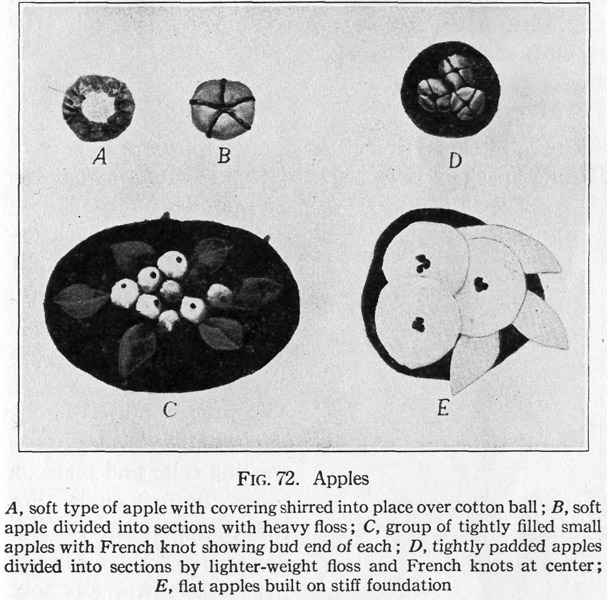 A
B
D
C
E
FIG. 72. Apples
A, soft type of apple with covering shirred into place over cotton ball; B, soft
apple divided into sections with heavy floss; C, group of tightly filled small
apples with French knot showing bud end of each; D, tightly padded apples
divided into sections by lighter-weight floss and French knots at center;
E, flat apples built on stiff foundation